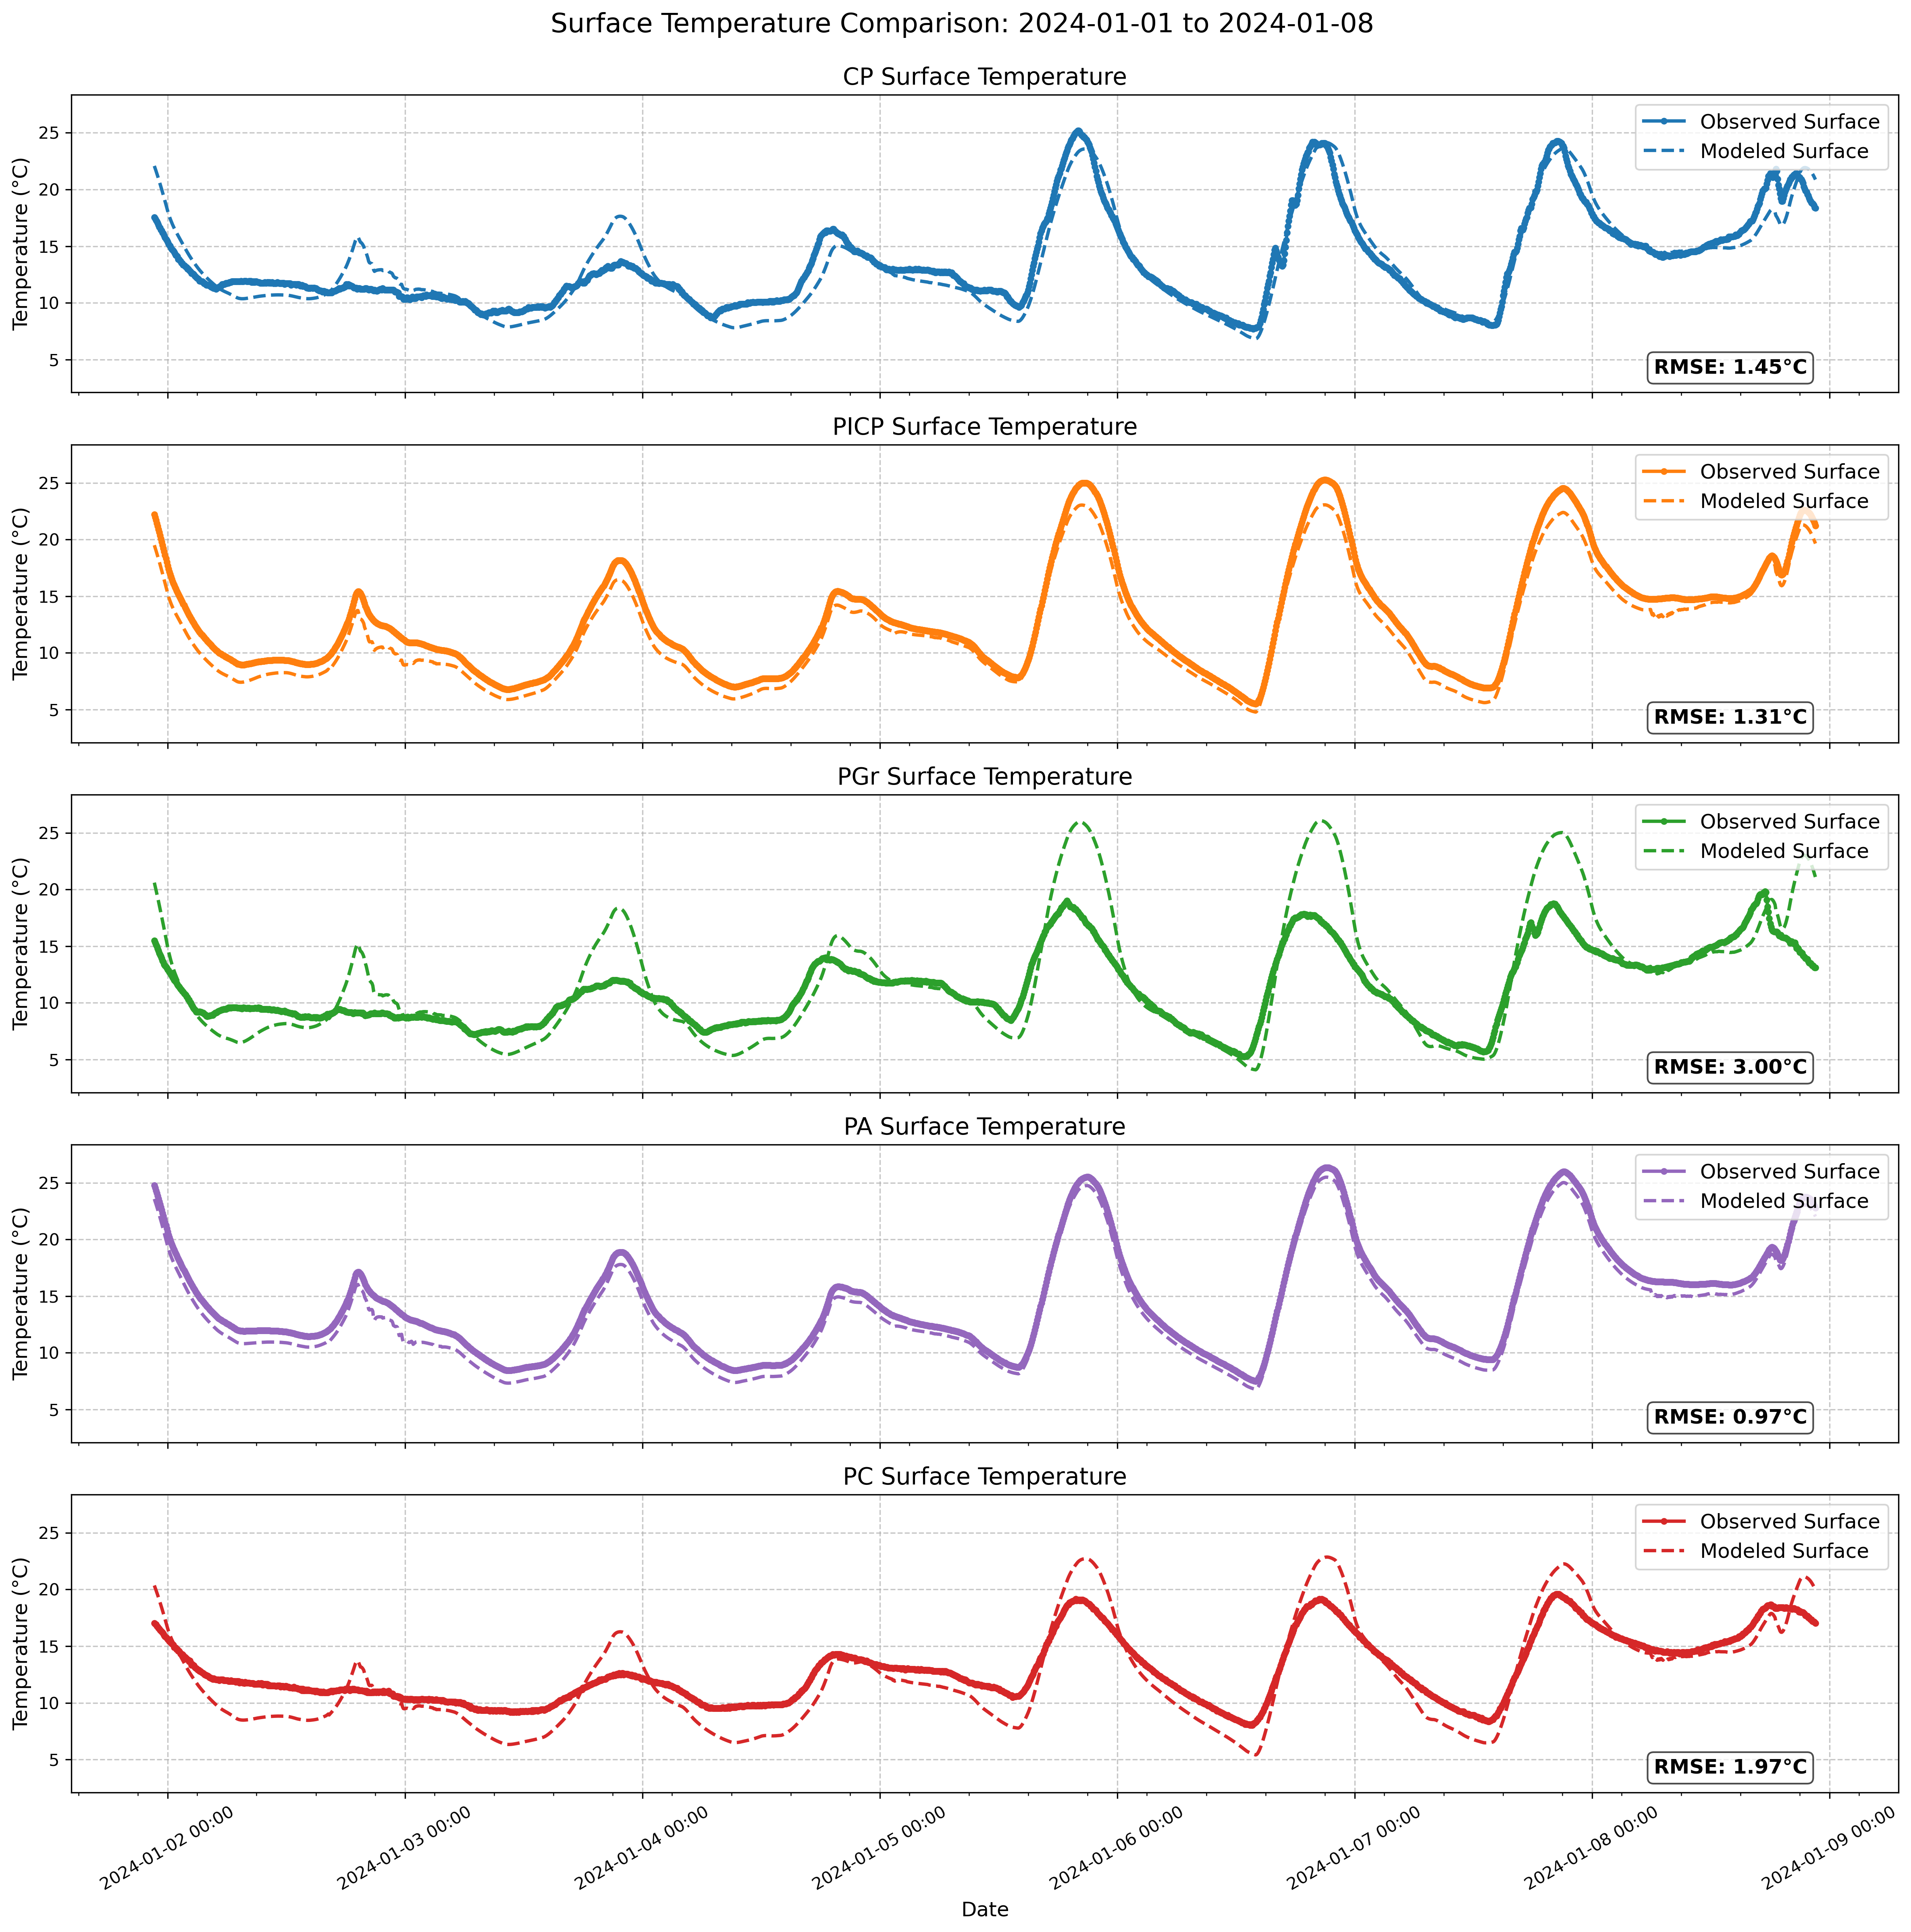 Surface Temperature Comparison: 2024-01-01 to 2024-01-08
CP Surface Temperature
Temperature (°C)
25
20
15
10
5
Observed Surface
Modeled Surface
RMSE: 1.45°C
PICP Surface Temperature
Temperature (°C)
25
20
15
10
5
Observed Surface
Modeled Surface
RMSE: 1.31°C
PGr Surface Temperature
Temperature (°C)
25
20
15
10
5
Observed Surface
Modeled Surface
RMSE: 3.00°C
PA Surface Temperature
Temperature (°C)
25
20
15
10
5
Observed Surface
Modeled Surface
RMSE: 0.97°C
PC Surface Temperature
Temperature (°C)
25
20
15
10
5
Observed Surface
Modeled Surface
RMSE: 1.97°C
2024-01-02 00:00
2024-01-03 00:00
2024-01-04 00:00
2024-01-05 00:00
2024-01-06 00:00
2024-01-07 00:00
2024-01-08 00:00
2024-01-09 00:00
Date